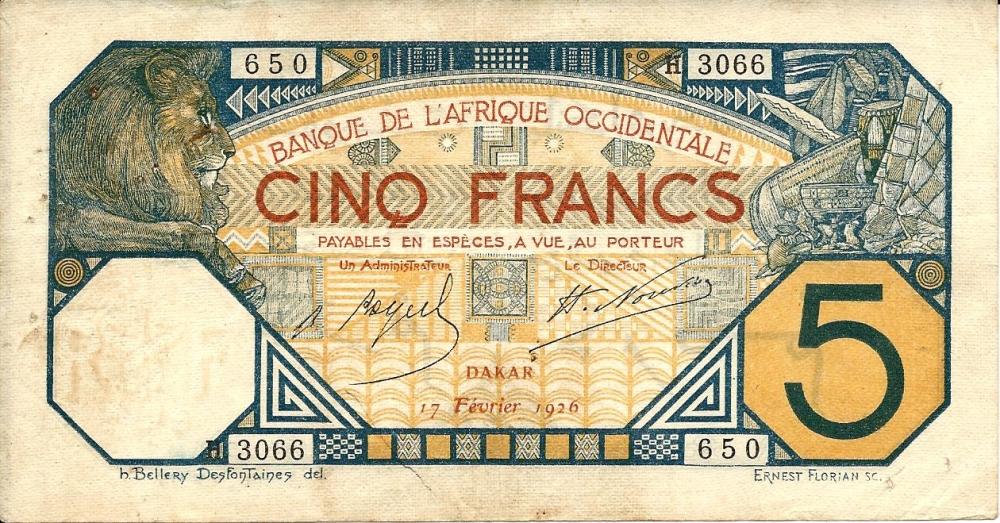 650
H 3066
BANQUE DE L'AFRIQUE OCCIDENTALE
CINQ FRANCS
PAYABLES EN ESPÈCES, A VUE, AU PORTEUR
Un Administrateur
Le Directeur
5
DAKAR
17 Février 1926
H 3066
650
h. Bellery Desfontaines del.
ERNEST FLORIAN SC.